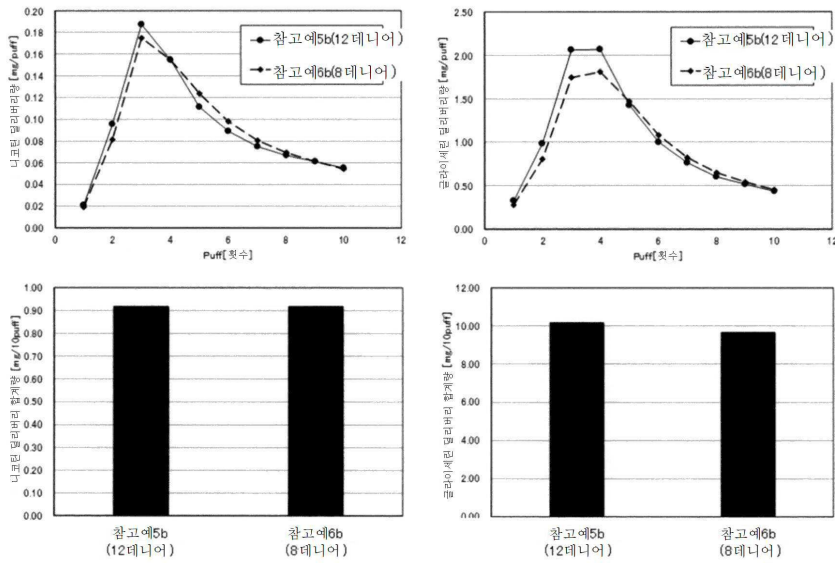 니코틴 딜리버리량 [mg/puff]
0.20
0.18
0.16
0.14
0.12
0.10
0.08
0.06
0.04
0.02
0.00
0
2
4
6
8
10
12
Puff[횟수]
참고예5b(12데니어)
참고예6b(8데니어)
글라이세린 딜리버리량 [mg/puff]
2.50
2.00
1.50
1.00
0.50
0.00
0
2
4
6
8
10
12
Puff[횟수]
참고예5b(12데니어)
참고예6b(8데니어)
니코틴 딜리버리 합계량 [mg/10puff]
1.00
0.90
0.80
0.70
0.60
0.50
0.40
0.30
0.20
0.10
0.00
참고예5b
(12데니어)
참고예6b
(8데니어)
글라이세린 딜리버리 합계량 [mg/10puff]
12.00
10.00
8.00
6.00
4.00
2.00
0.00
참고예5b
(12데니어)
참고예6b
(8데니어)